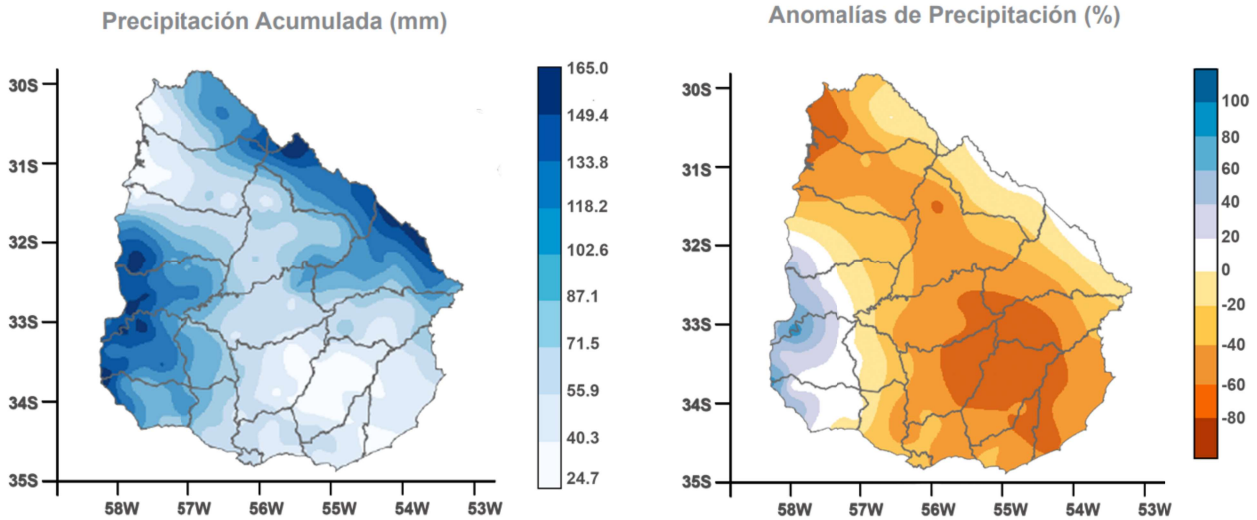 Precipitación Acumulada (mm)
30S
31S
32S
33S
34S
35S
58W
57W
56W
55W
54W
53W
165.0
149.4
133.8
118.2
102.6
87.1
71.5
55.9
40.3
24.7
Anomalías de Precipitación (%)
30S
31S
32S
33S
34S
35S
58W
57W
56W
55W
54W
53W
100
80
60
40
20
0
-20
-40
-60
-80